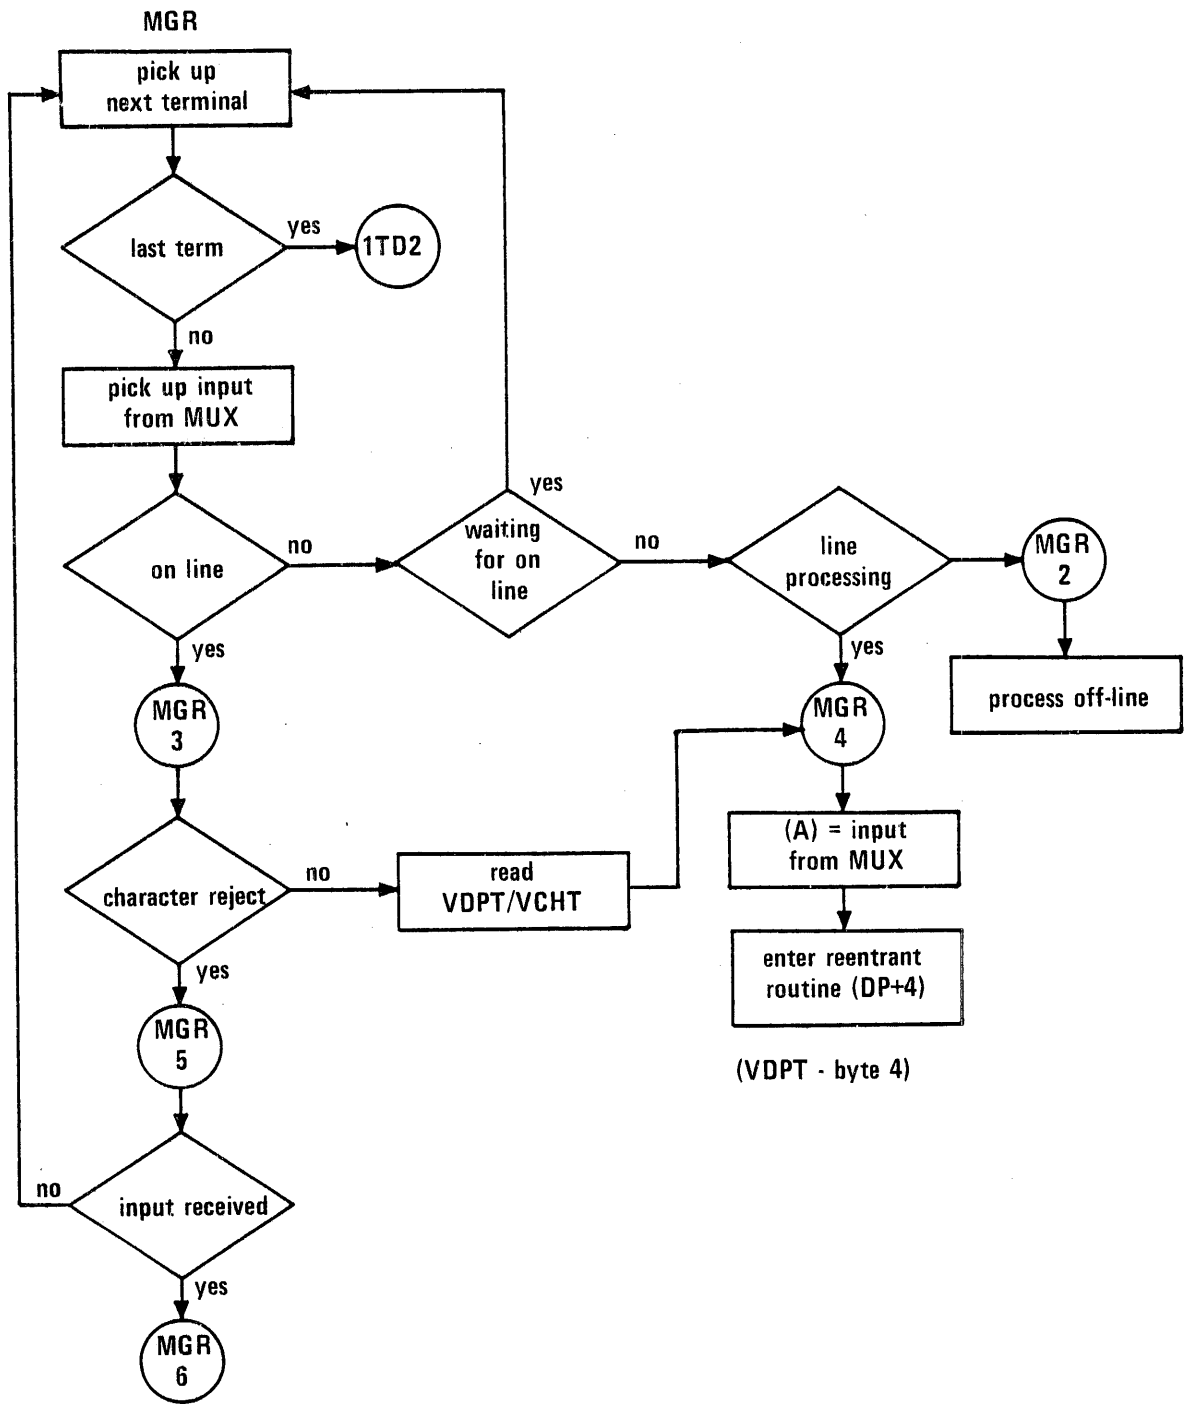 MGR
pick up
next terminal
last term
yes
1TD2
no
pick up input
from MUX
on line
no
waiting
for on
line
yes
no
line
processing
MGR
2
process off-line
yes
MGR
3
yes
MGR
4
character reject
no
read
VDPT/VCHT
(A) = input
from MUX
enter reentrant
routine (DP+4)
(VDPT - byte 4)
yes
MGR
5
input received
no
yes
MGR
6